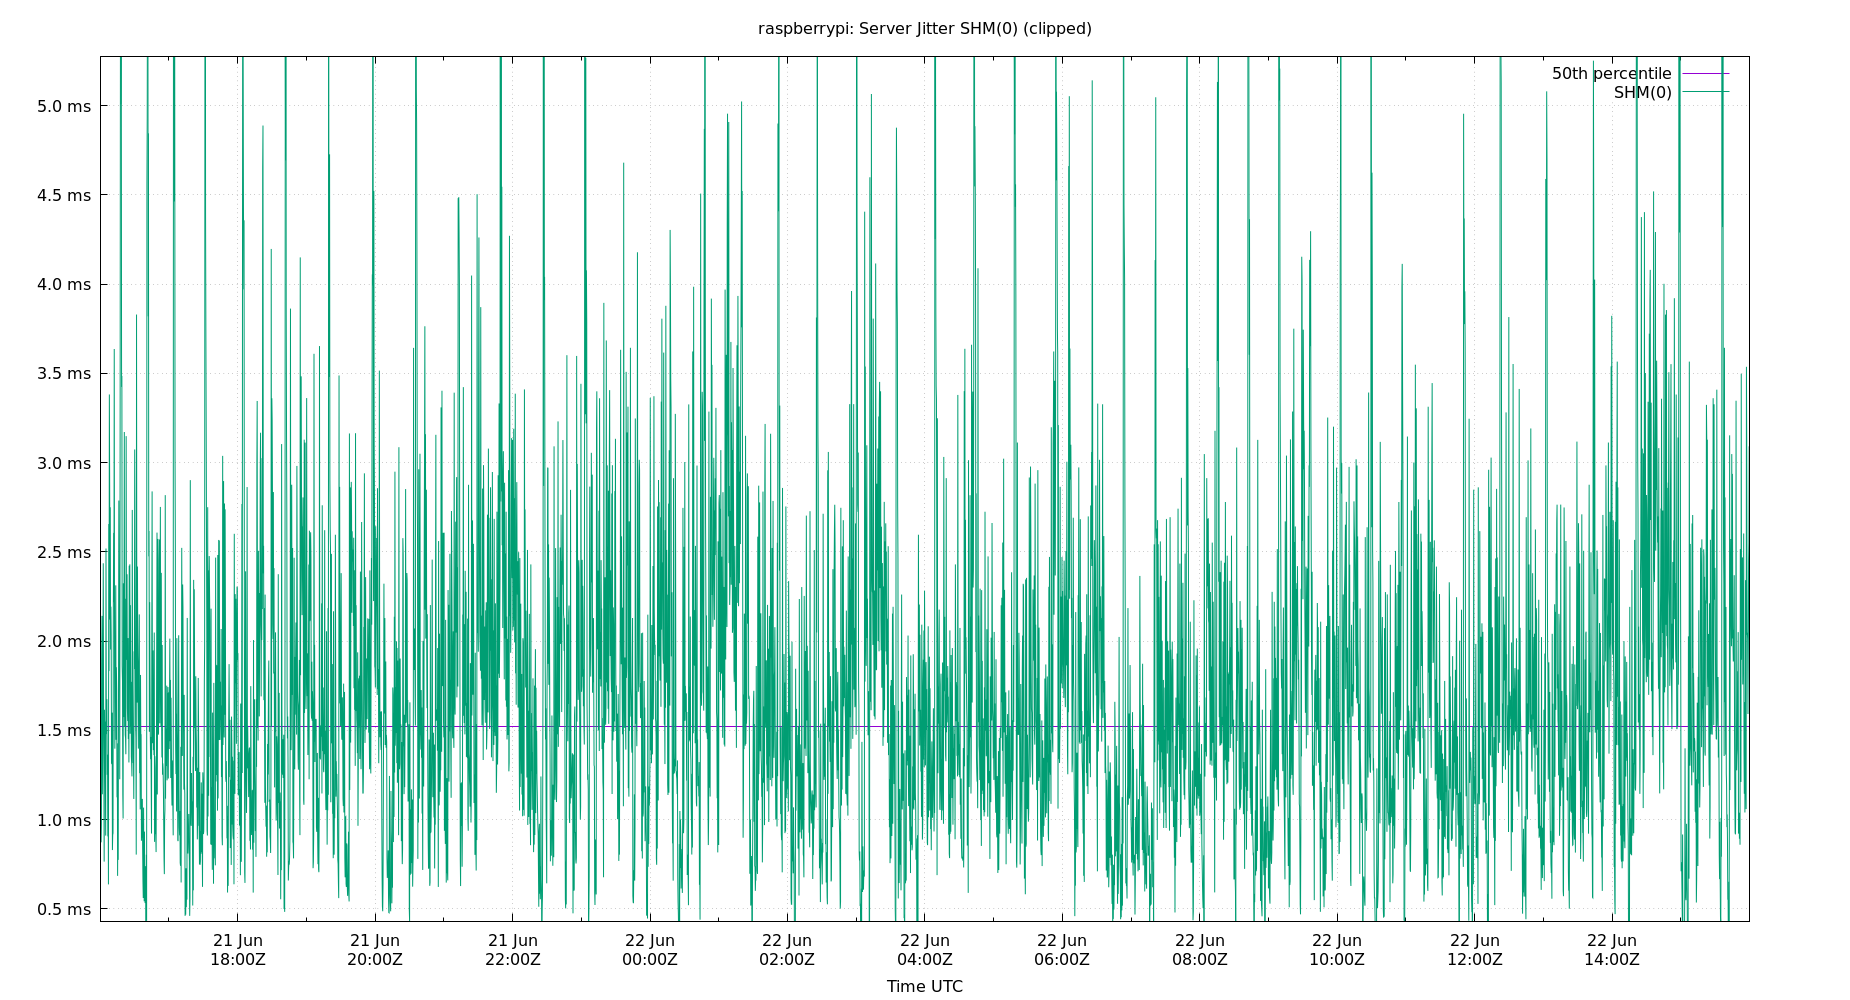 raspberrypi: Server Jitter SHM(0) (clipped)
50th percentile
SHM(0)
5.0 ms
4.5 ms
4.0 ms
3.5 ms
3.0 ms
2.5 ms
2.0 ms
1.5 ms
1.0 ms
0.5 ms
21 Jun 21 Jun 21 Jun 22 Jun 22 Jun 22 Jun 22 Jun 22 Jun 22 Jun 22 Jun 22 Jun
18:00Z 20:00Z 22:00Z 00:00Z 02:00Z 04:00Z 06:00Z 08:00Z 10:00Z 12:00Z 14:00Z
Time UTC